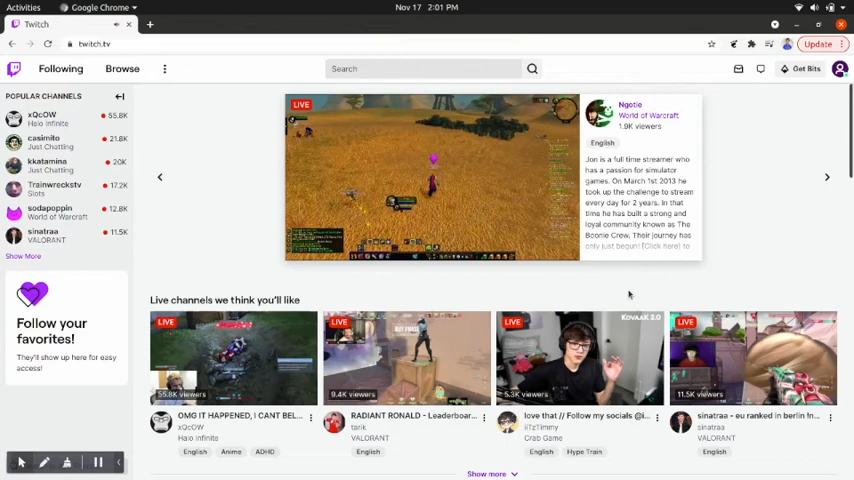 Activities
Google Chrome
Nov 17 2:01 PM
Twitch
twitch.tv
Update
Following
Browse
Search
Get Bits
POPULAR CHANNELS
xQcOW
55.8K
Halo Infinite
casimito
21.8K
Just Chatting
kkatamina
20K
Just Chatting
Trainwreckstv
17.2K
Slots
sodapoppin
12.8K
World of Warcraft
sinatraa
11.5K
VALORANT
Show More
Follow your
favorites!
They'll show up here for easy
access!
LIVE
Ngotie
World of Warcraft
1.9K viewers
English
Jon is a full time streamer who
has a passion for simulator
games. On March 1st 2013 he
took up the challenge to stream
every day for 2 years. In that
time he has built a strong and
loyal community known as The
Boonie Crew. Their journey has
only just begun! [Click here] to
Live channels we think you'll like
LIVE
55.8K viewers
OMG IT HAPPENED, I CANT BEL...
xQcOW
Halo Infinite
English Anime ADHD
LIVE
BUY PHASE
9.4K viewers
RADIANT RONALD - Leaderboar...
tarik
VALORANT
English
LIVE
KOVAAK 2.0
5.3K viewers
love that // Follow my socials @i...
iiTzTimmy
Crab Game
English Hype Train
LIVE
11.5K viewers
sinatraa - eu ranked in berlin !n...
sinatraa
VALORANT
English
Show more